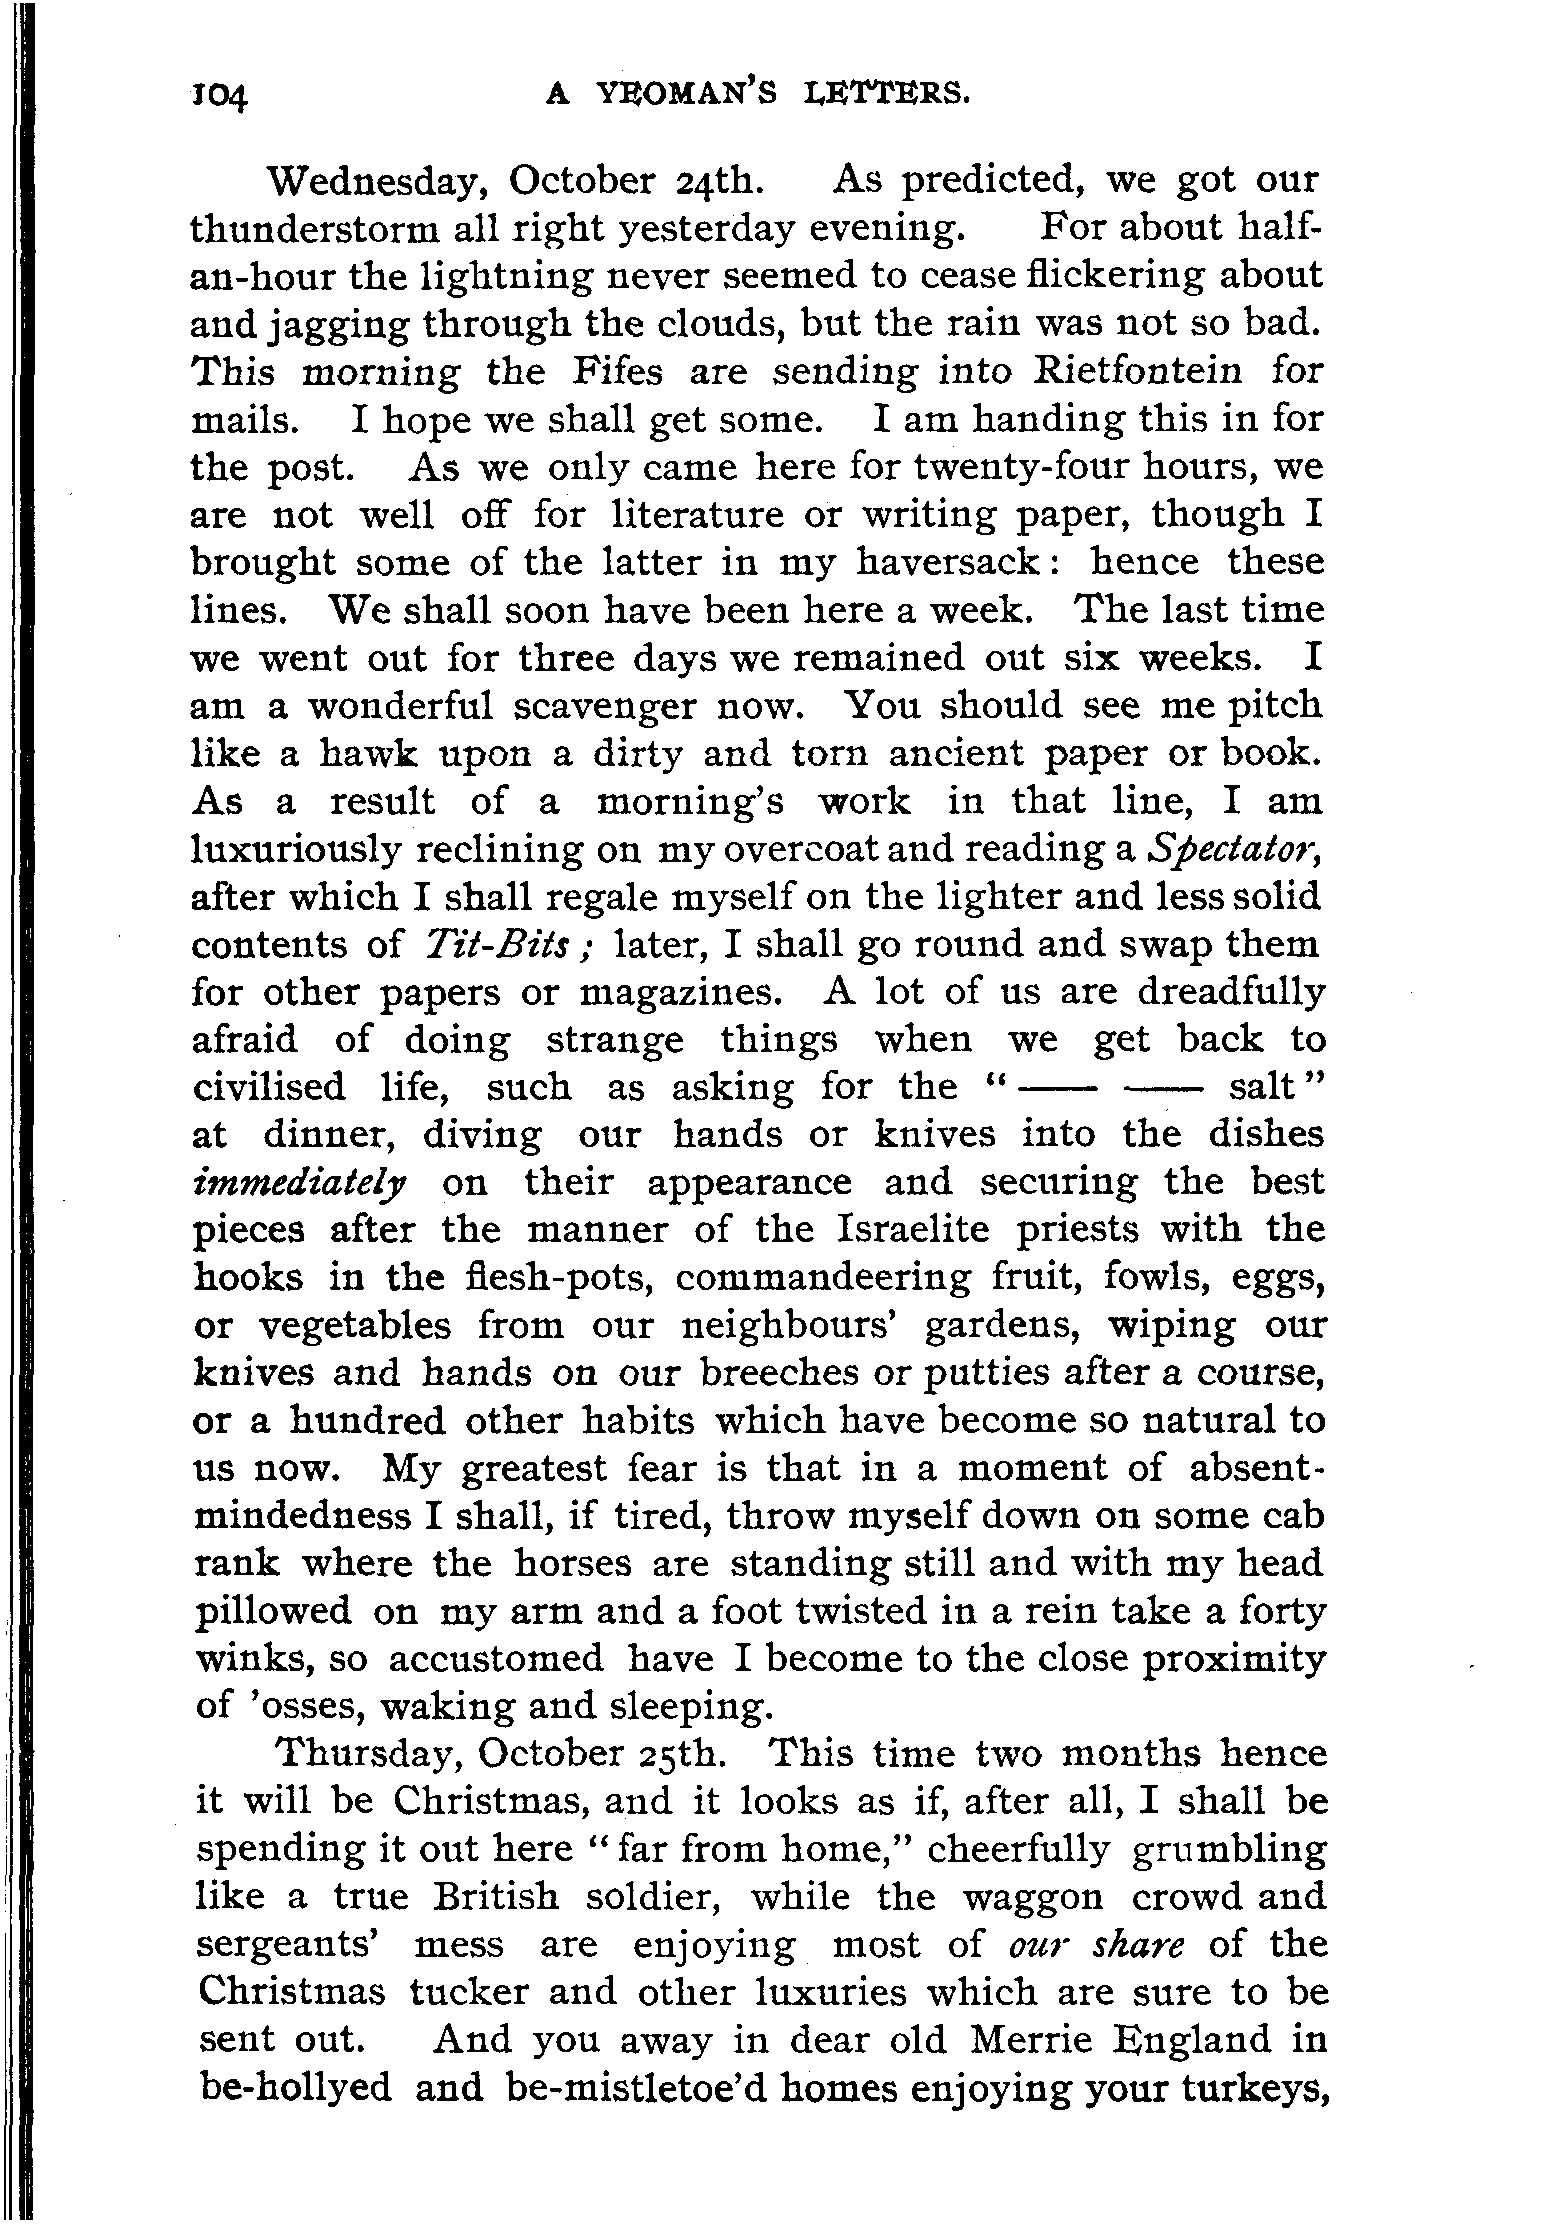 104 A YEOMAN'S LETTERS.
Wednesday, October 24th. As predicted, we got our
thunderstorm all right yesterday evening. For about half-
an-hour the lightning never seemed to cease flickering about
and jagging through the clouds, but the rain was not so bad.
This morning the Fifes are sending into Rietfontein for
mails. I hope we shall get some. I am handing this in for
the post. As we only came here for twenty-four hours, we
are not well off for literature or writing paper, though I
brought some of the latter in my haversack: hence these
lines. We shall soon have been here a week. The last time
we went out for three days we remained out six weeks. I
am a wonderful scavenger now. You should see me pitch
like a hawk upon a dirty and torn ancient paper or book.
As a result of a morning's work in that line, I am
luxuriously reclining on my overcoat and reading a Spectator,
after which I shall regale myself on the lighter and less solid
contents of Tit-Bits; later, I shall go round and swap them
for other papers or magazines. A lot of us are dreadfully
afraid of doing strange things when we get back to
civilised life, such as asking for the "—— —— salt"
at dinner, diving our hands or knives into the dishes
immediately on their appearance and securing the best
pieces after the manner of the Israelite priests with the
hooks in the flesh-pots, commandeering fruit, fowls, eggs,
or vegetables from our neighbours' gardens, wiping our
knives and hands on our breeches or putties after a course,
or a hundred other habits which have become so natural to
us now. My greatest fear is that in a moment of absent-
mindedness I shall, if tired, throw myself down on some cab
rank where the horses are standing still and with my head
pillowed on my arm and a foot twisted in a rein take a forty
winks, so accustomed have I become to the close proximity
of 'osses, waking and sleeping.
Thursday, October 25th. This time two months hence
it will be Christmas, and it looks as if, after all, I shall be
spending it out here "far from home," cheerfully grumbling
like a true British soldier, while the waggon crowd and
sergeants' mess are enjoying most of our share of the
Christmas tucker and other luxuries which are sure to be
sent out. And you away in dear old Merrie England in
be-hollyed and be-mistletoe'd homes enjoying your turkeys,